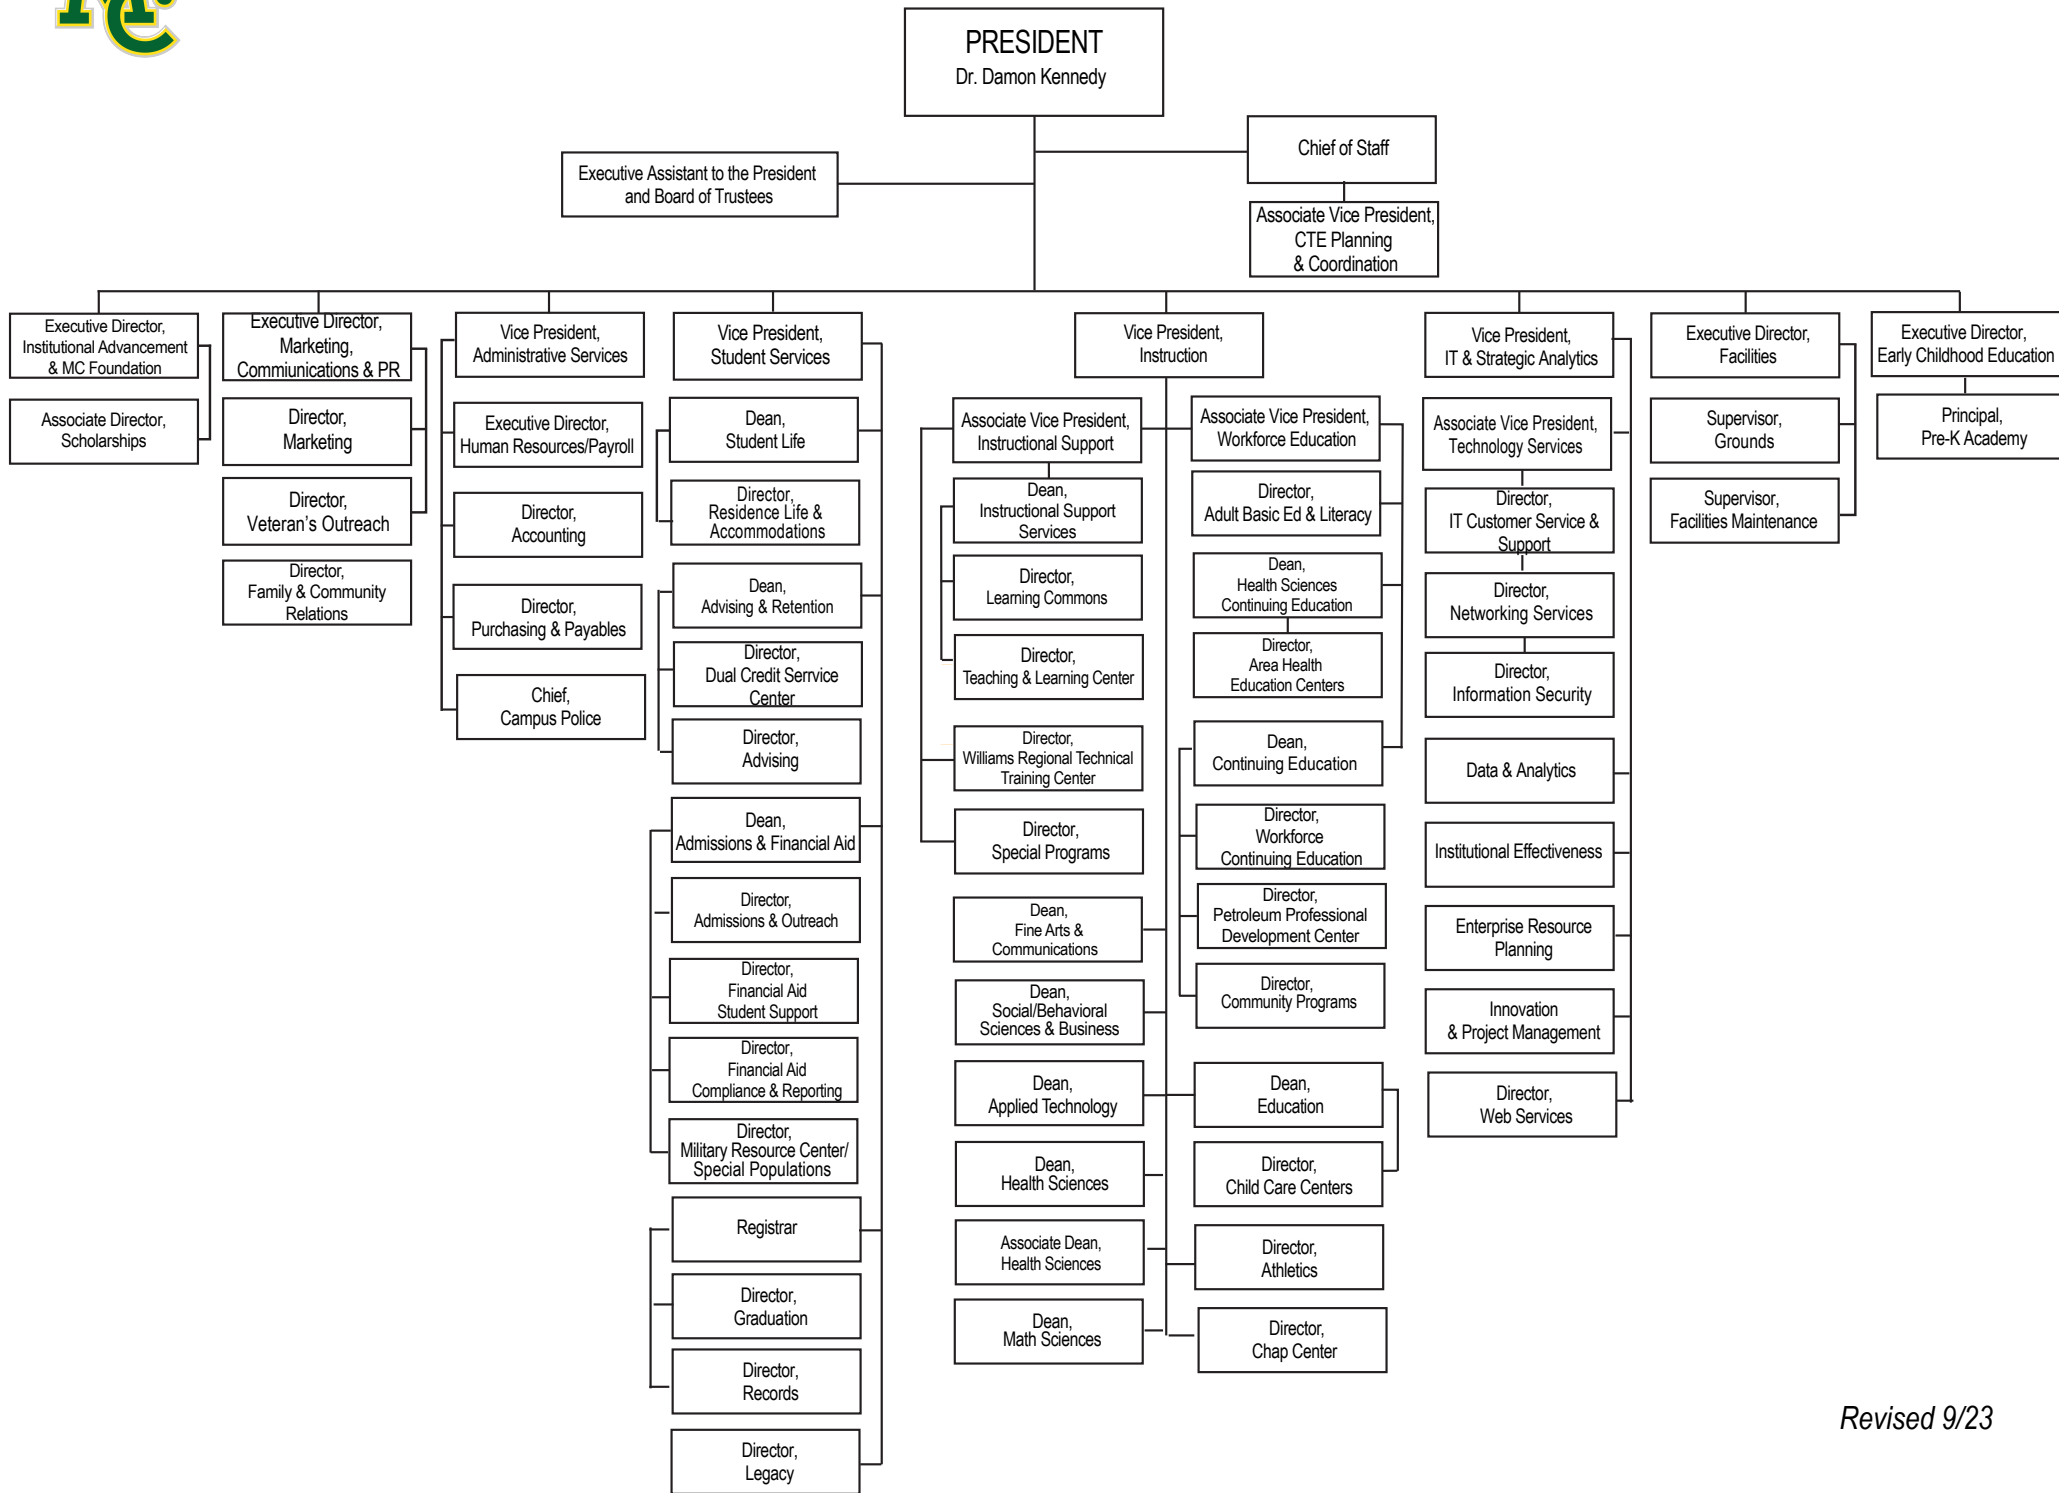 MC
PRESIDENT
Dr. Damon Kennedy
Chief of Staff
Executive Assistant to the President
and Board of Trustees
Associate Vice President,
CTE Planning
& Coordination
Executive Director,
Institutional Advancement
& MC Foundation
Associate Director,
Scholarships
Executive Director,
Marketing,
Commiunications & PR
Director,
Marketing
Director,
Veteran’s Outreach
Director,
Family & Community
Relations
Vice President,
Administrative Services
Executive Director,
Human Resources/Payroll
Director,
Accounting
Director,
Purchasing & Payables
Chief,
Campus Police
Vice President,
Student Services
Dean,
Student Life
Director,
Residence Life &
Accommodations
Dean,
Advising & Retention
Director,
Dual Credit Serrvice
Center
Director,
Advising
Dean,
Admissions & Financial Aid
Director,
Admissions & Outreach
Director,
Financial Aid
Student Support
Director,
Financial Aid
Compliance & Reporting
Director,
Military Resource Center/
Special Populations
Registrar
Director,
Graduation
Director,
Records
Director,
Legacy
Vice President,
Instruction
Associate Vice President,
Instructional Support
Dean,
Instructional Support
Services
Director,
Learning Commons
Director,
Teaching & Learning Center
Director,
Williams Regional Technical
Training Center
Director,
Special Programs
Dean,
Fine Arts &
Communications
Dean,
Social/Behavioral
Sciences & Business
Dean,
Applied Technology
Dean,
Health Sciences
Associate Dean,
Health Sciences
Dean,
Math Sciences
Associate Vice President,
Workforce Education
Director,
Adult Basic Ed & Literacy
Dean,
Health Sciences
Continuing Education
Director,
Area Health
Education Centers
Dean,
Continuing Education
Director,
Workforce
Continuing Education
Director,
Petroleum Professional
Development Center
Director,
Community Programs
Dean,
Education
Director,
Child Care Centers
Director,
Athletics
Director,
Chap Center
Vice President,
IT & Strategic Analytics
Associate Vice President,
Technology Services
Director,
IT Customer Service &
Support
Director,
Networking Services
Director,
Information Security
Data & Analytics
Institutional Effectiveness
Enterprise Resource
Planning
Innovation
& Project Management
Director,
Web Services
Executive Director,
Facilities
Supervisor,
Grounds
Supervisor,
Facilities Maintenance
Executive Director,
Early Childhood Education
Principal,
Pre-K Academy
Revised 9/23